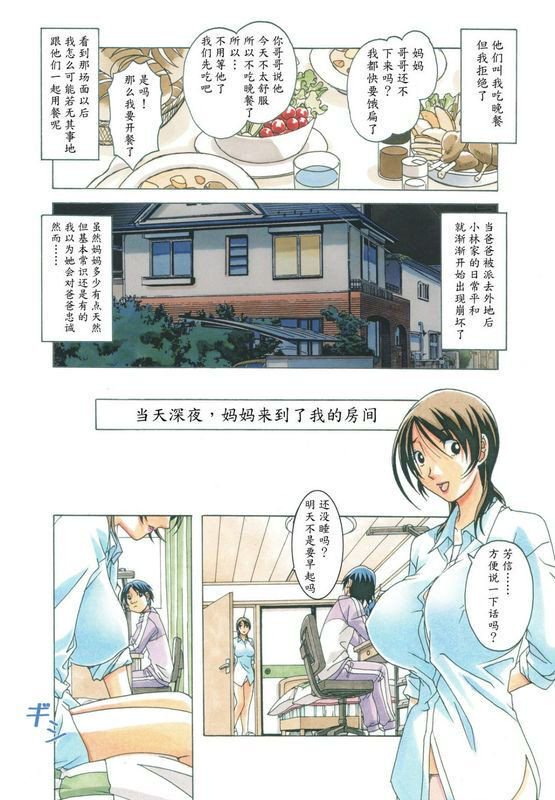 他们叫我吃晚餐
但我拒绝了
妈妈
哥哥还不
下来吗?
我都快要饿扁了
你哥哥说他
今天不太舒服
所以不吃晚餐了
所以…
不用等他了
我们先吃吧
是吗!
那么我要开餐了
看到那场面以后
我怎么可能若无其事地
跟他们一起用餐呢
当爸爸被派去外地后
小林家的日常平和
就渐渐开始出现崩坏了
虽然妈妈多少有点天然
但基本常识还是有的
我以为她会对爸爸忠诚
然而……
当天深夜，妈妈来到了我的房间
芳信……
方便说一下话吗?
还没睡吗?
明天不是要早起吗
ギシ